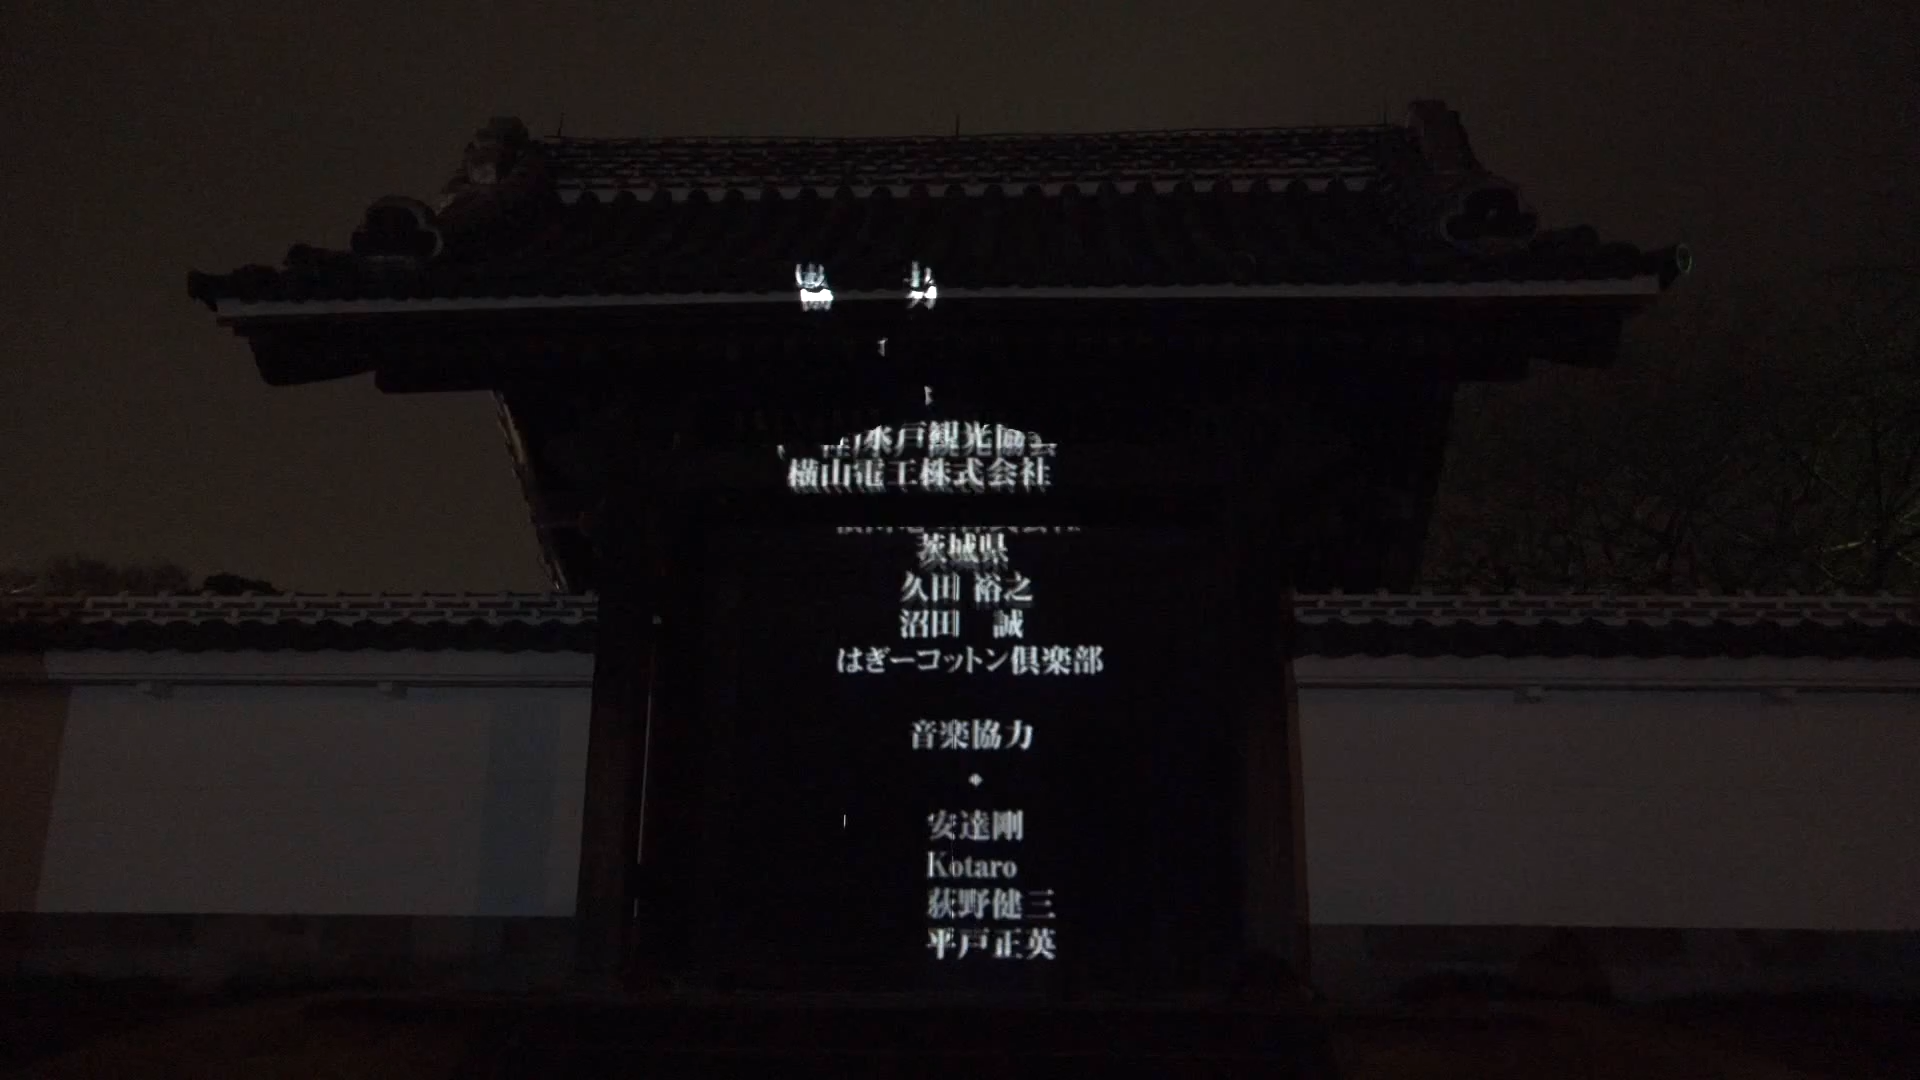 水戸観光協会
横山電工株式会社
茨城県
久田 裕之
沼田 誠
はぎーコットン倶楽部
音楽協力
安達剛
Kotaro
荻野健三
平戸正英